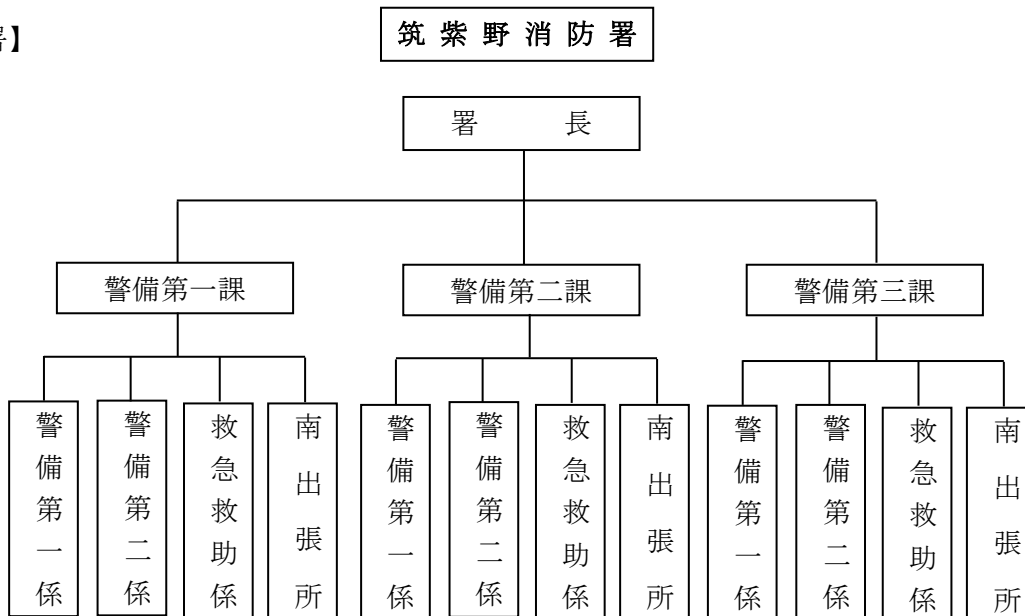 署】
筑紫野消防署
署長
警備第一課
警備第二課
警備第三課
警備第一係
警備第二係
救急救助係
南出張所
警備第一係
警備第二係
救急救助係
南出張所
警備第一係
警備第二係
救急救助係
南出張所